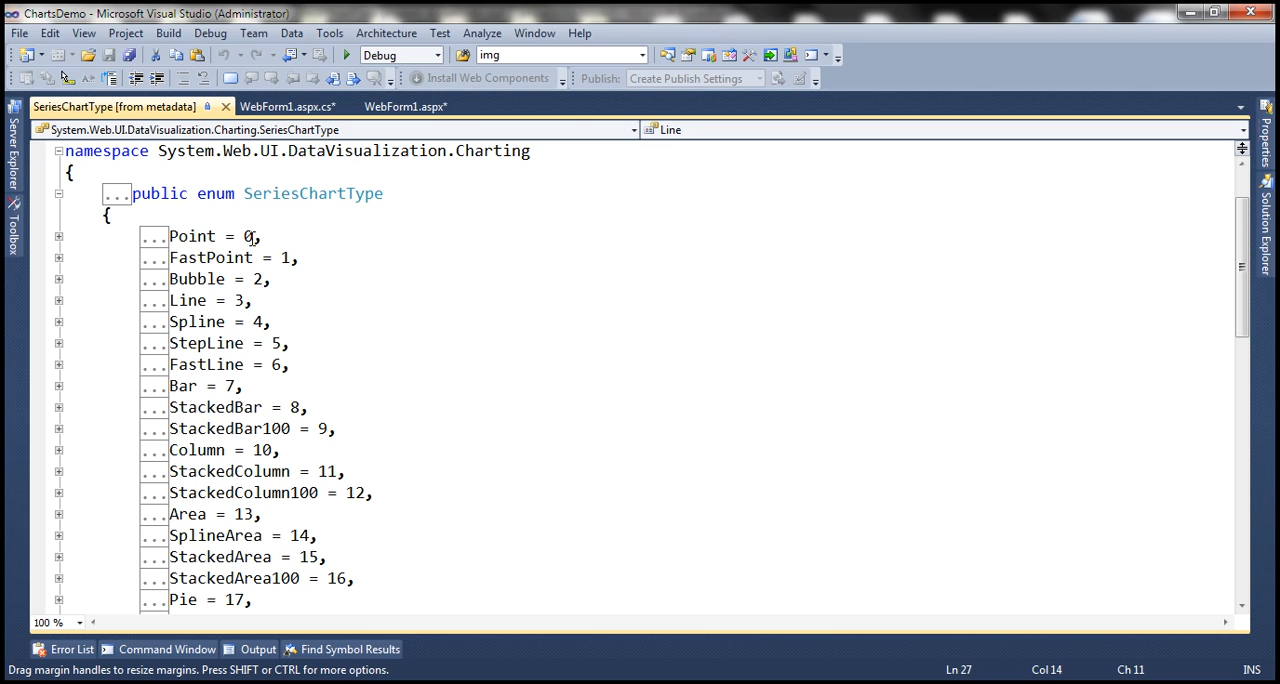 ChartsDemo - Microsoft Visual Studio (Administrator)
File Edit View Project Build Debug Team Data Tools Architecture Test Analyze Window Help
Debug img
Install Web Components Publish: Create Publish Settings
SeriesChartType [from metadata] WebForm1.aspx.cs* WebForm1.aspx*
System.Web.UI.DataVisualization.Charting.SeriesChartType Line
Server Explorer
Toolbox
Properties
Solution Explorer
namespace System.Web.UI.DataVisualization.Charting
{
...public enum SeriesChartType
{
...Point = 0,
...FastPoint = 1,
...Bubble = 2,
...Line = 3,
...Spline = 4,
...StepLine = 5,
...FastLine = 6,
...Bar = 7,
...StackedBar = 8,
...StackedBar100 = 9,
...Column = 10,
...StackedColumn = 11,
...StackedColumn100 = 12,
...Area = 13,
...SplineArea = 14,
...StackedArea = 15,
...StackedArea100 = 16,
...Pie = 17,
100 %
Error List Command Window Output Find Symbol Results
Drag margin handles to resize margins. Press SHIFT or CTRL for more options. Ln 27 Col 14 Ch 11 INS